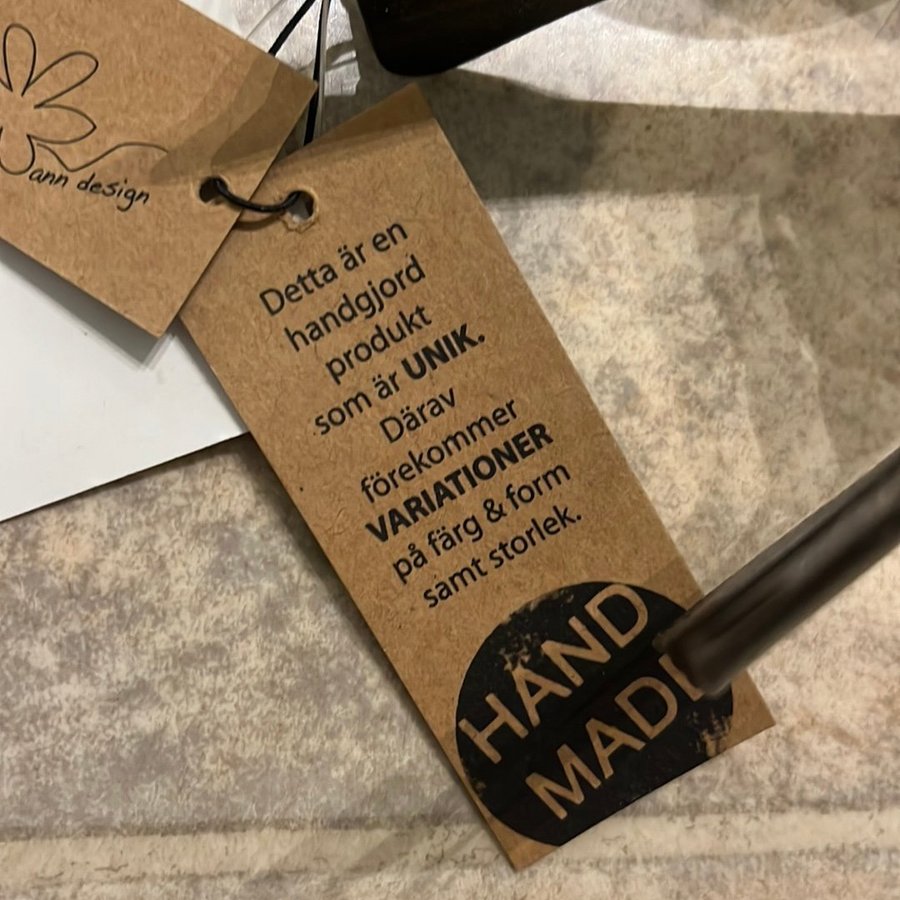 ann design
Detta är en
handgjord
produkt
som är UNIK.
Därav
förekommer
VARIATIONER
på färg & form
samt storlek.
HAND
MADE